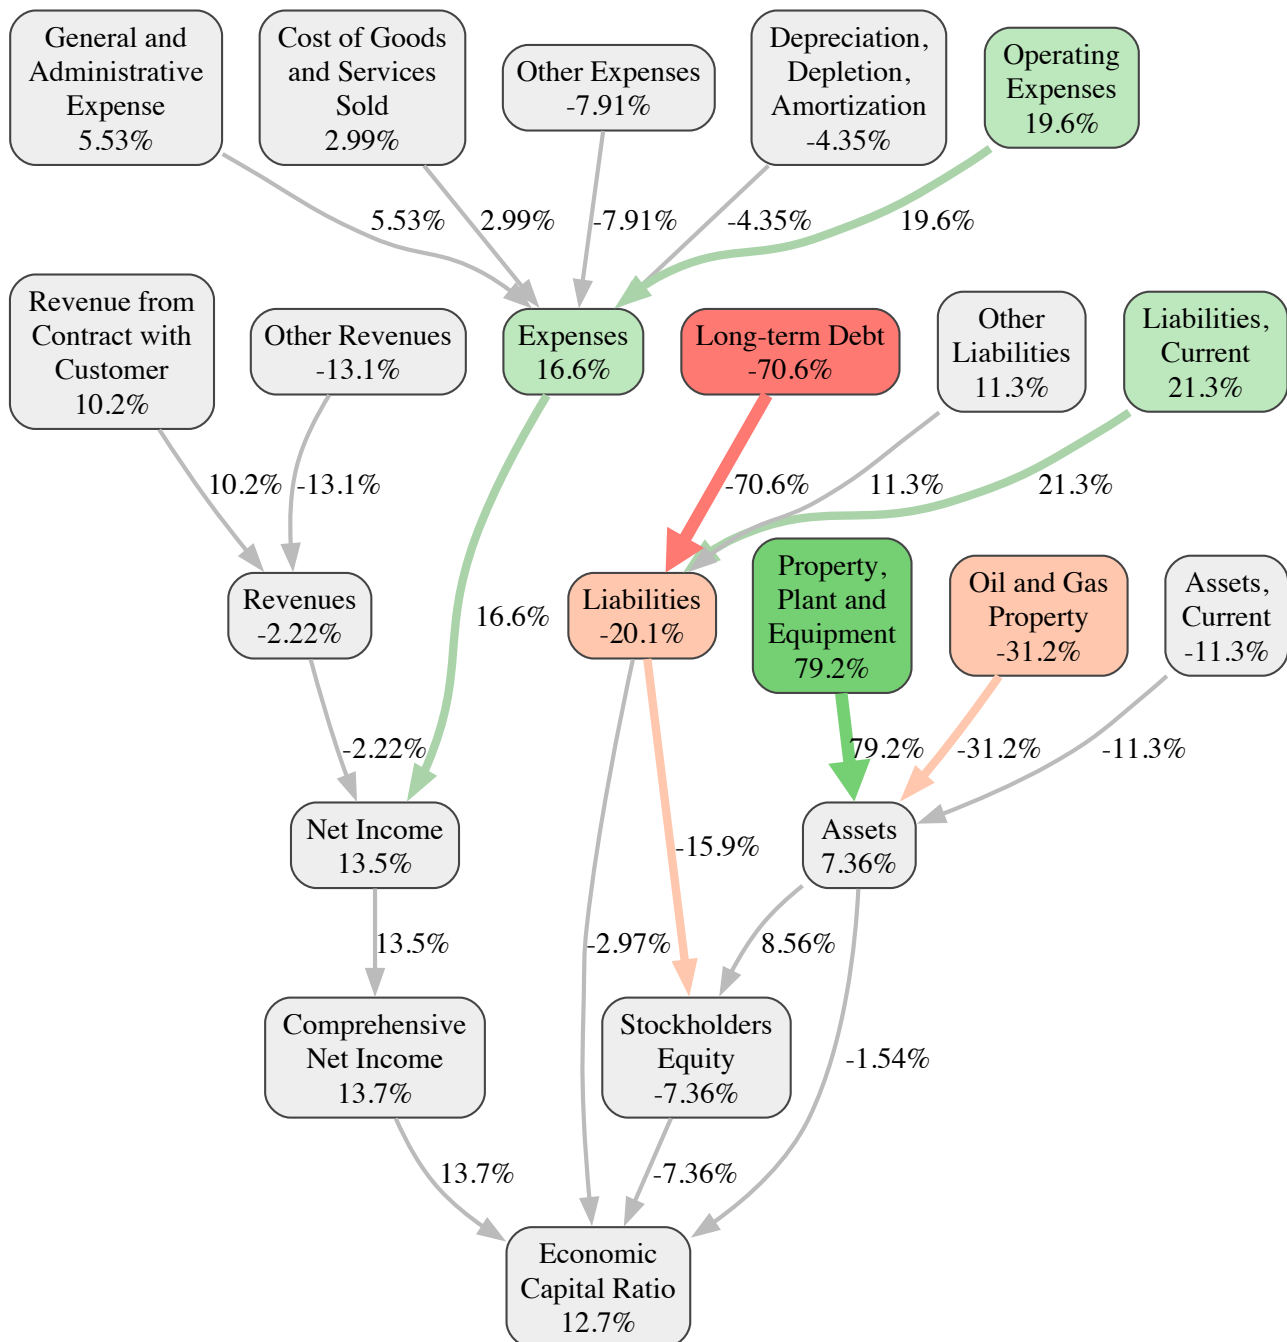 General and
Administrative
Expense
5.53%
Cost of Goods
and Services
Sold
2.99%
Other Expenses
-7.91%
Depreciation,
Depletion,
Amortization
-4.35%
Operating
Expenses
19.6%
5.53%
2.99%
-7.91%
-4.35%
19.6%
Revenue from
Contract with
Customer
10.2%
Other Revenues
-13.1%
Expenses
16.6%
Long-term Debt
-70.6%
Other
Liabilities
11.3%
Liabilities,
Current
21.3%
10.2%
-13.1%
-70.6%
11.3%
21.3%
Revenues
-2.22%
16.6%
Liabilities
-20.1%
Property,
Plant and
Equipment
79.2%
Oil and Gas
Property
-31.2%
Assets,
Current
-11.3%
-2.22%
79.2%
-31.2%
-11.3%
Net Income
13.5%
-15.9%
Assets
7.36%
13.5%
-2.97%
8.56%
Comprehensive
Net Income
13.7%
Stockholders
Equity
-7.36%
-1.54%
13.7%
-7.36%
Economic
Capital Ratio
12.7%